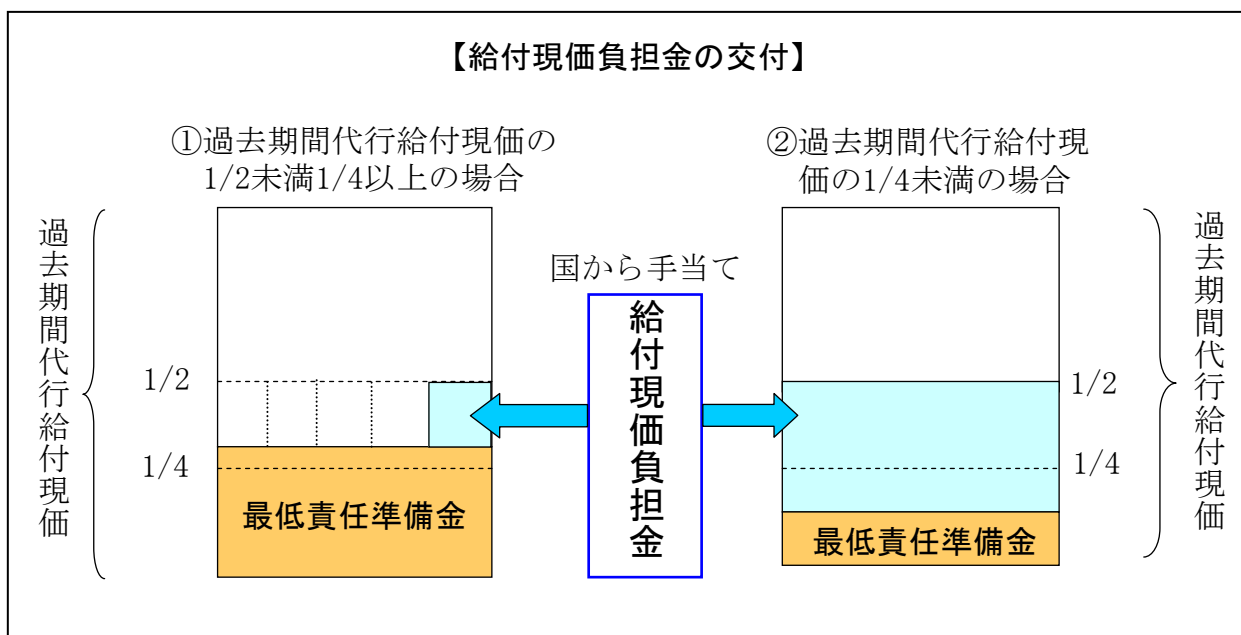 【給付現価負担金の交付】
①過去期間代行給付現価の
1/2未満1/4以上の場合
②過去期間代行給付現
価の1/4未満の場合
過去期間代行給付現価
国から手当て
給付現価負担金
過去期間代行給付現価
1/2
1/4
最低責任準備金
1/2
1/4
最低責任準備金